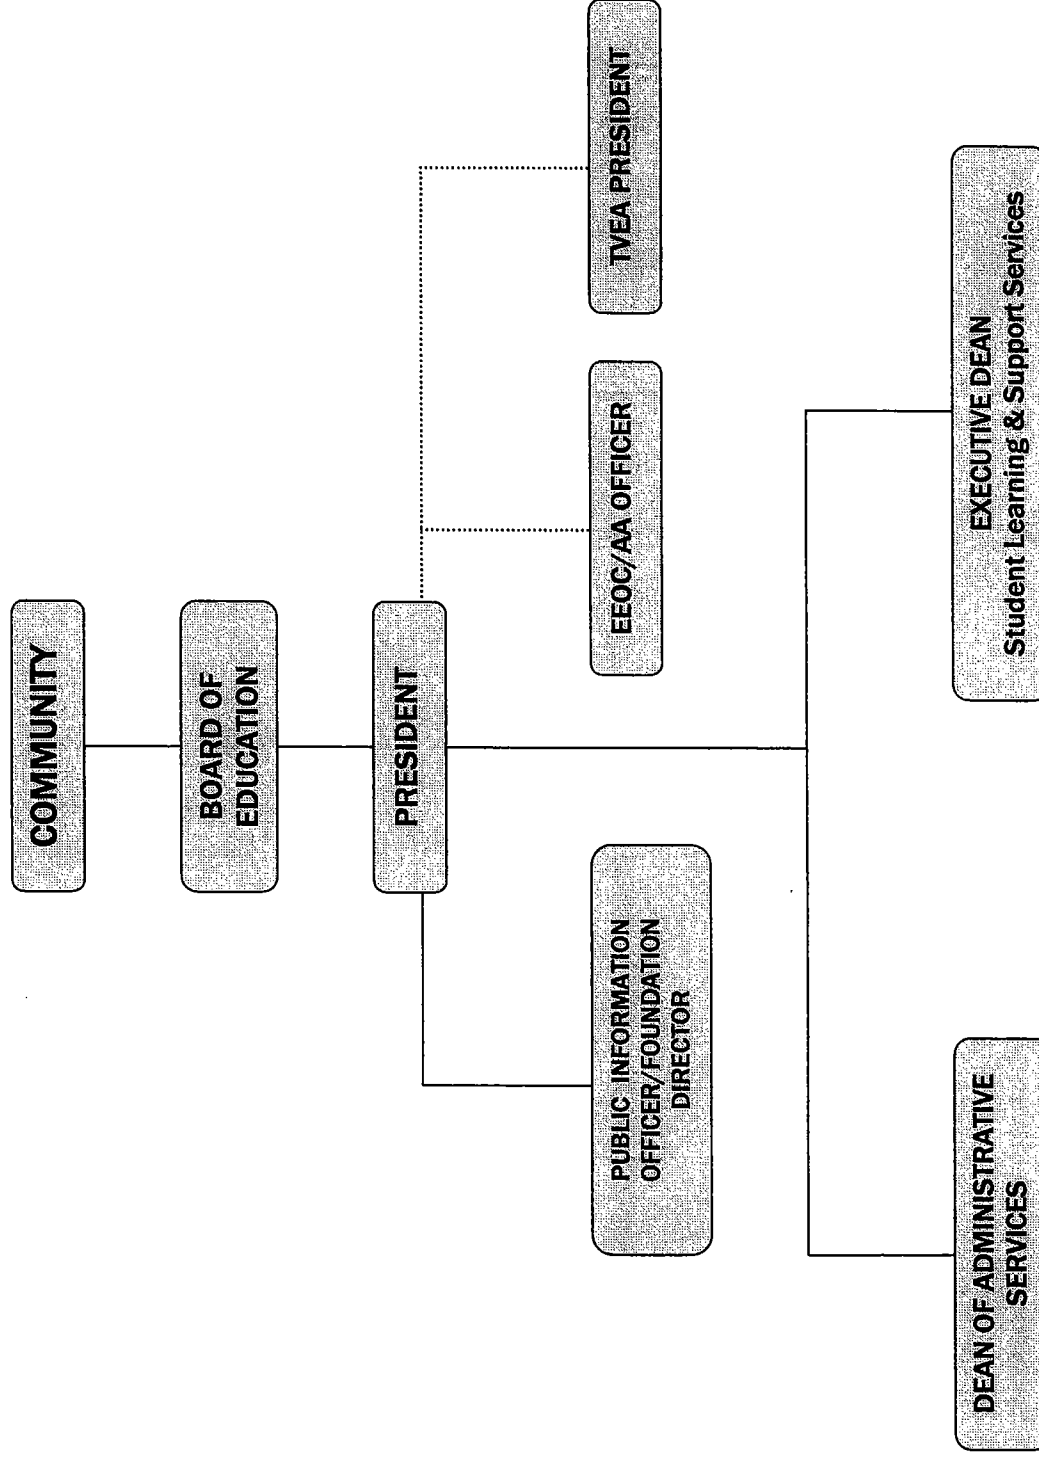 COMMUNITY
BOARD OF
EDUCATION
PRESIDENT
PUBLIC INFORMATION
OFFICER/FOUNDATION
DIRECTOR
EEOC/AA OFFICER
TVEA PRESIDENT
DEAN OF ADMINISTRATIVE
SERVICES
EXECUTIVE DEAN
Student Learning & Support Services